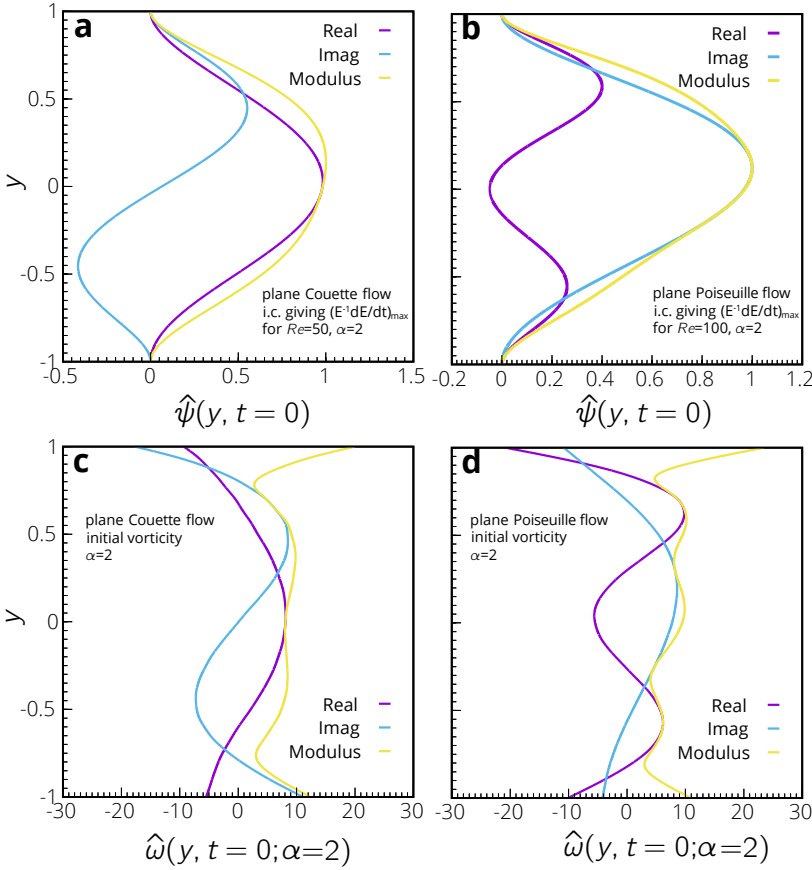 a
Real
Imag
Modulus
1
0.5
0
-0.5
-1
y
plane Couette flow
i.c. giving (E⁻¹dE/dt)max
for Re=50, α=2
-0.5
0
0.5
1
1.5
ψ̂(y, t = 0)
b
Real
Imag
Modulus
plane Poiseuille flow
i.c. giving (E⁻¹dE/dt)max
for Re=100, α=2
-0.2
0
0.2
0.4
0.6
0.8
1
1.2
ψ̂(y, t = 0)
c
1
0.5
0
-0.5
-1
y
plane Couette flow
initial vorticity
α=2
Real
Imag
Modulus
-30
-20
-10
0
10
20
30
ω̂(y, t = 0;α=2)
d
plane Poiseuille flow
initial vorticity
α=2
Real
Imag
Modulus
-30
-20
-10
0
10
20
30
ω̂(y, t = 0;α=2)